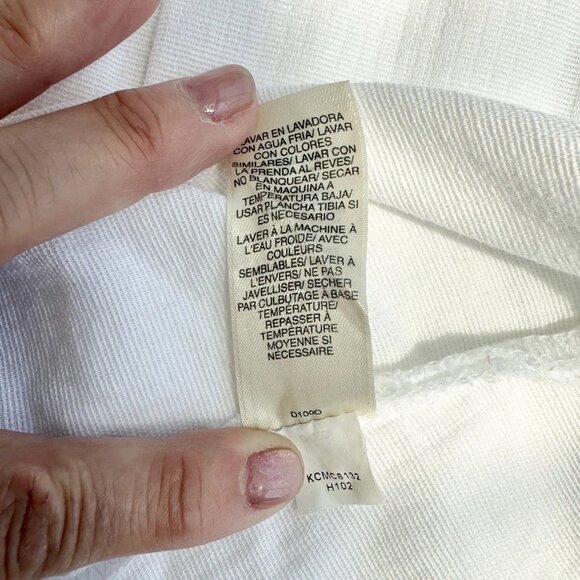 LAVAR EN LAVADORA
CON AGUA FRIA/ LAVAR
CON COLORES
SIMILARES/ LAVAR CON
LA PRENDA AL REVES/
NO BLANQUEAR/ SECAR
EN MAQUINA A
TEMPERATURA BAJA/
USAR PLANCHA TIBIA SI
ES NECESARIO
LAVER À LA MACHINE À
L'EAU FROIDE/ AVEC
COULEURS
SEMBLABLES/ LAVER À
L'ENVERS/ NE PAS
JAVELLISER/ SECHER
PAR CULBUTAGE À BASE
TEMPÉRATURE/
REPASSER À
TEMPÉRATURE
MOYENNE SI
NÉCESSAIRE
D100O
KCMC8132
H102